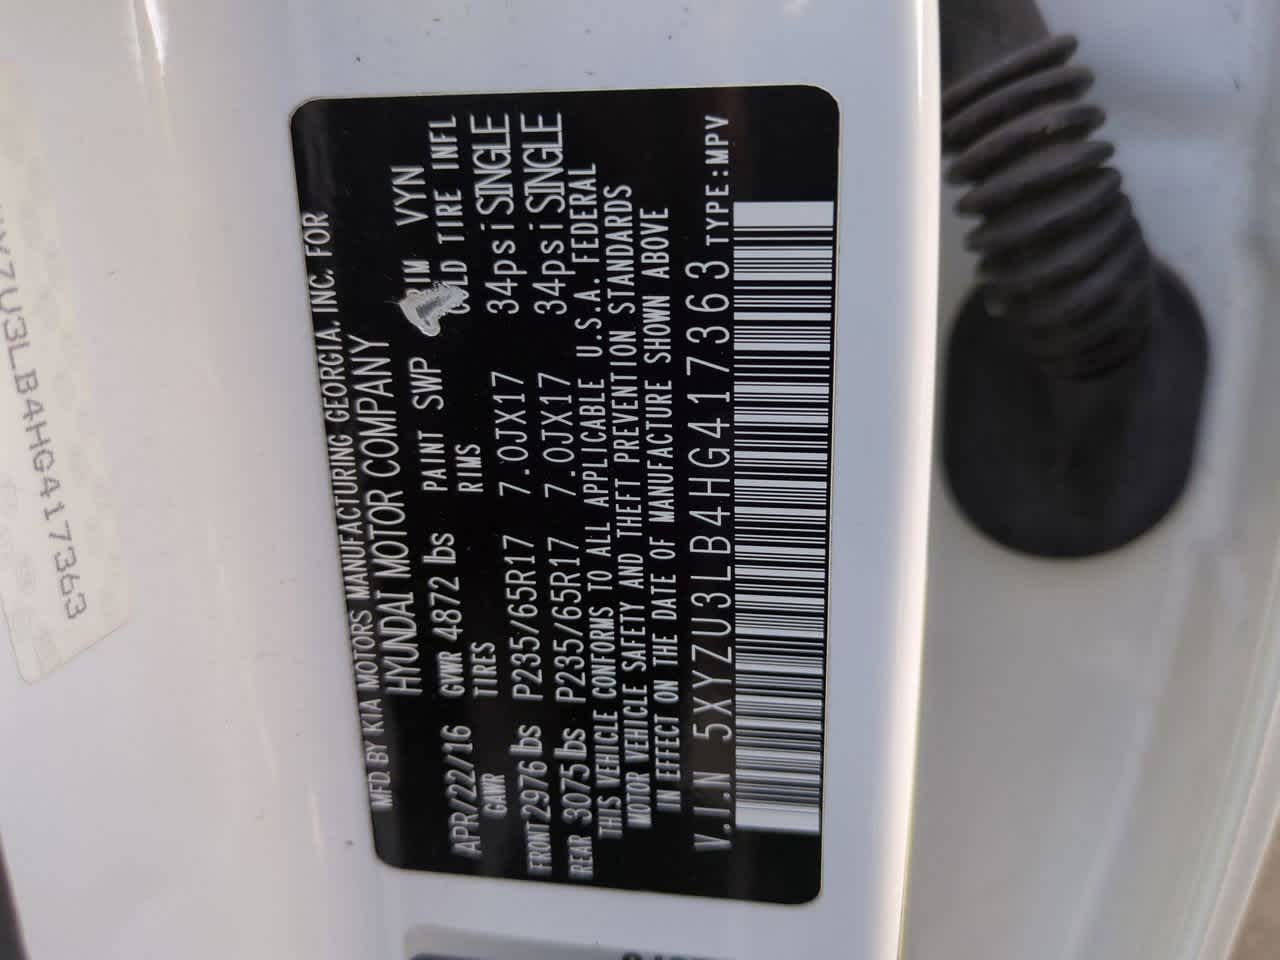 MFD. BY KIA MOTORS MANUFACTURING GEORGIA, INC. FOR
HYUNDAI MOTOR COMPANY
APR/22/16 GVWR 4872 lbs PAINT SWP VYN
GAWR TIRES RIMS COLD TIRE INFL
FRONT 2976 lbs P235/65R17 7.0JX17 34psi SINGLE
REAR 3075 lbs P235/65R17 7.0JX17 34psi SINGLE
THIS VEHICLE CONFORMS TO ALL APPLICABLE U.S.A. FEDERAL
MOTOR VEHICLE SAFETY AND THEFT PREVENTION STANDARDS
IN EFFECT ON THE DATE OF MANUFACTURE SHOWN ABOVE
V.I.N 5XYZU3LB4HG417363 TYPE:MPV
ZU3LB4HG417363